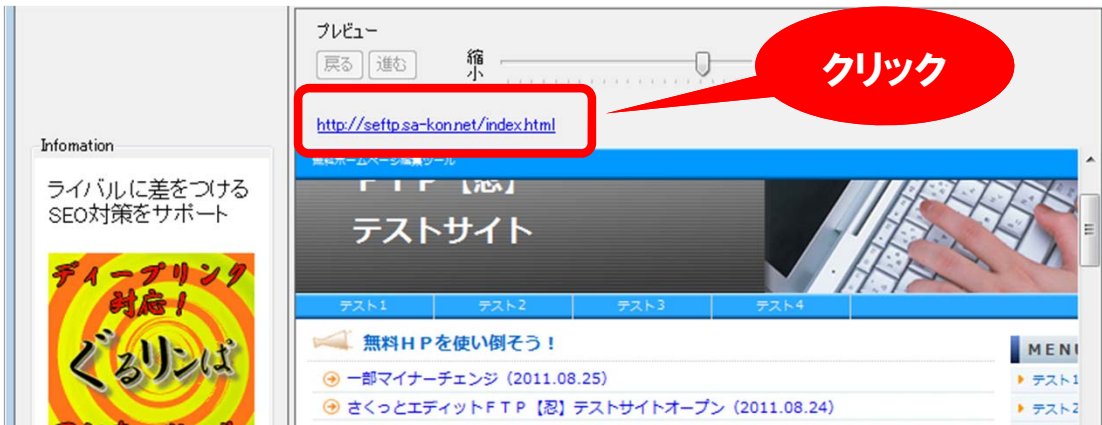 プレビュー
戻る 進む
縮小
クリック
http://seftp.sa-kon.net/index.html
Infomation
ライバルに差をつける
SEO対策をサポート
ディープリンク
対応！
ぐるリンぱ
無料ホームページ編集ツール
ＦＴＰ【忍】
テストサイト
テスト1 テスト2 テスト3 テスト4
無料ＨＰを使い倒そう！
MENU
一部マイナーチェンジ（2011.08.25）
テスト1
さくっとエディットＦＴＰ【忍】テストサイトオープン（2011.08.24）
テスト2